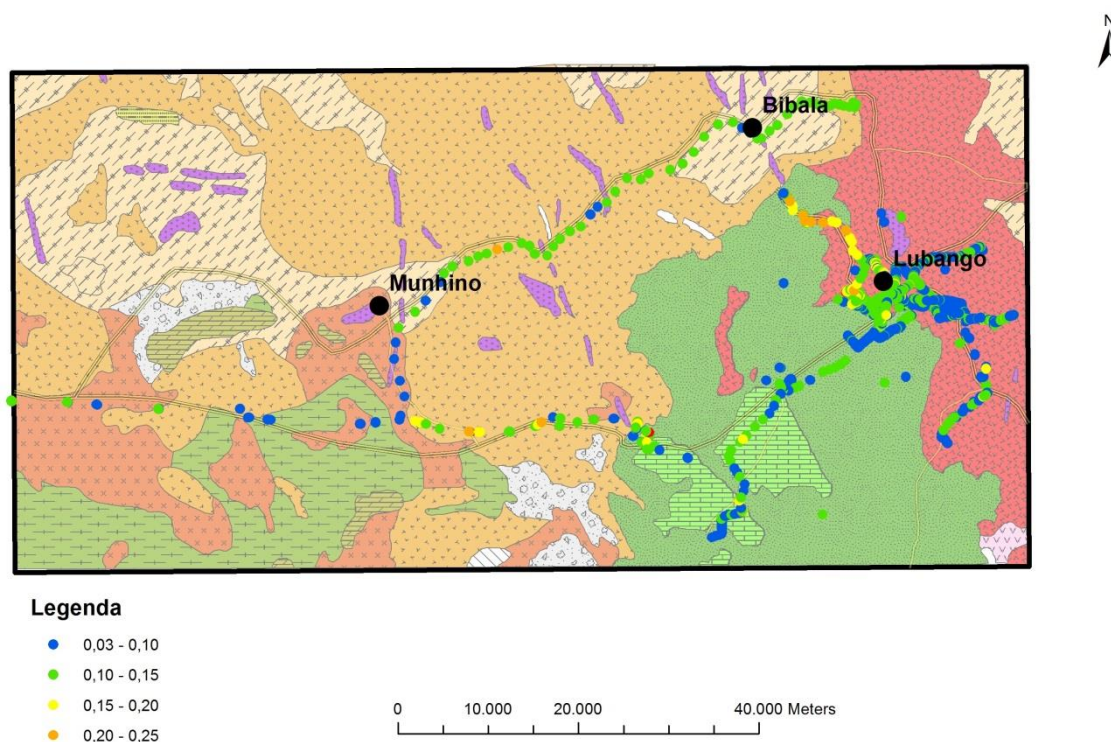 N
Bibala
Lubango
Munhino
Legenda
0,03 - 0,10
0,10 - 0,15
0,15 - 0,20
0,20 - 0,25
0 10.000 20.000 40.000 Meters